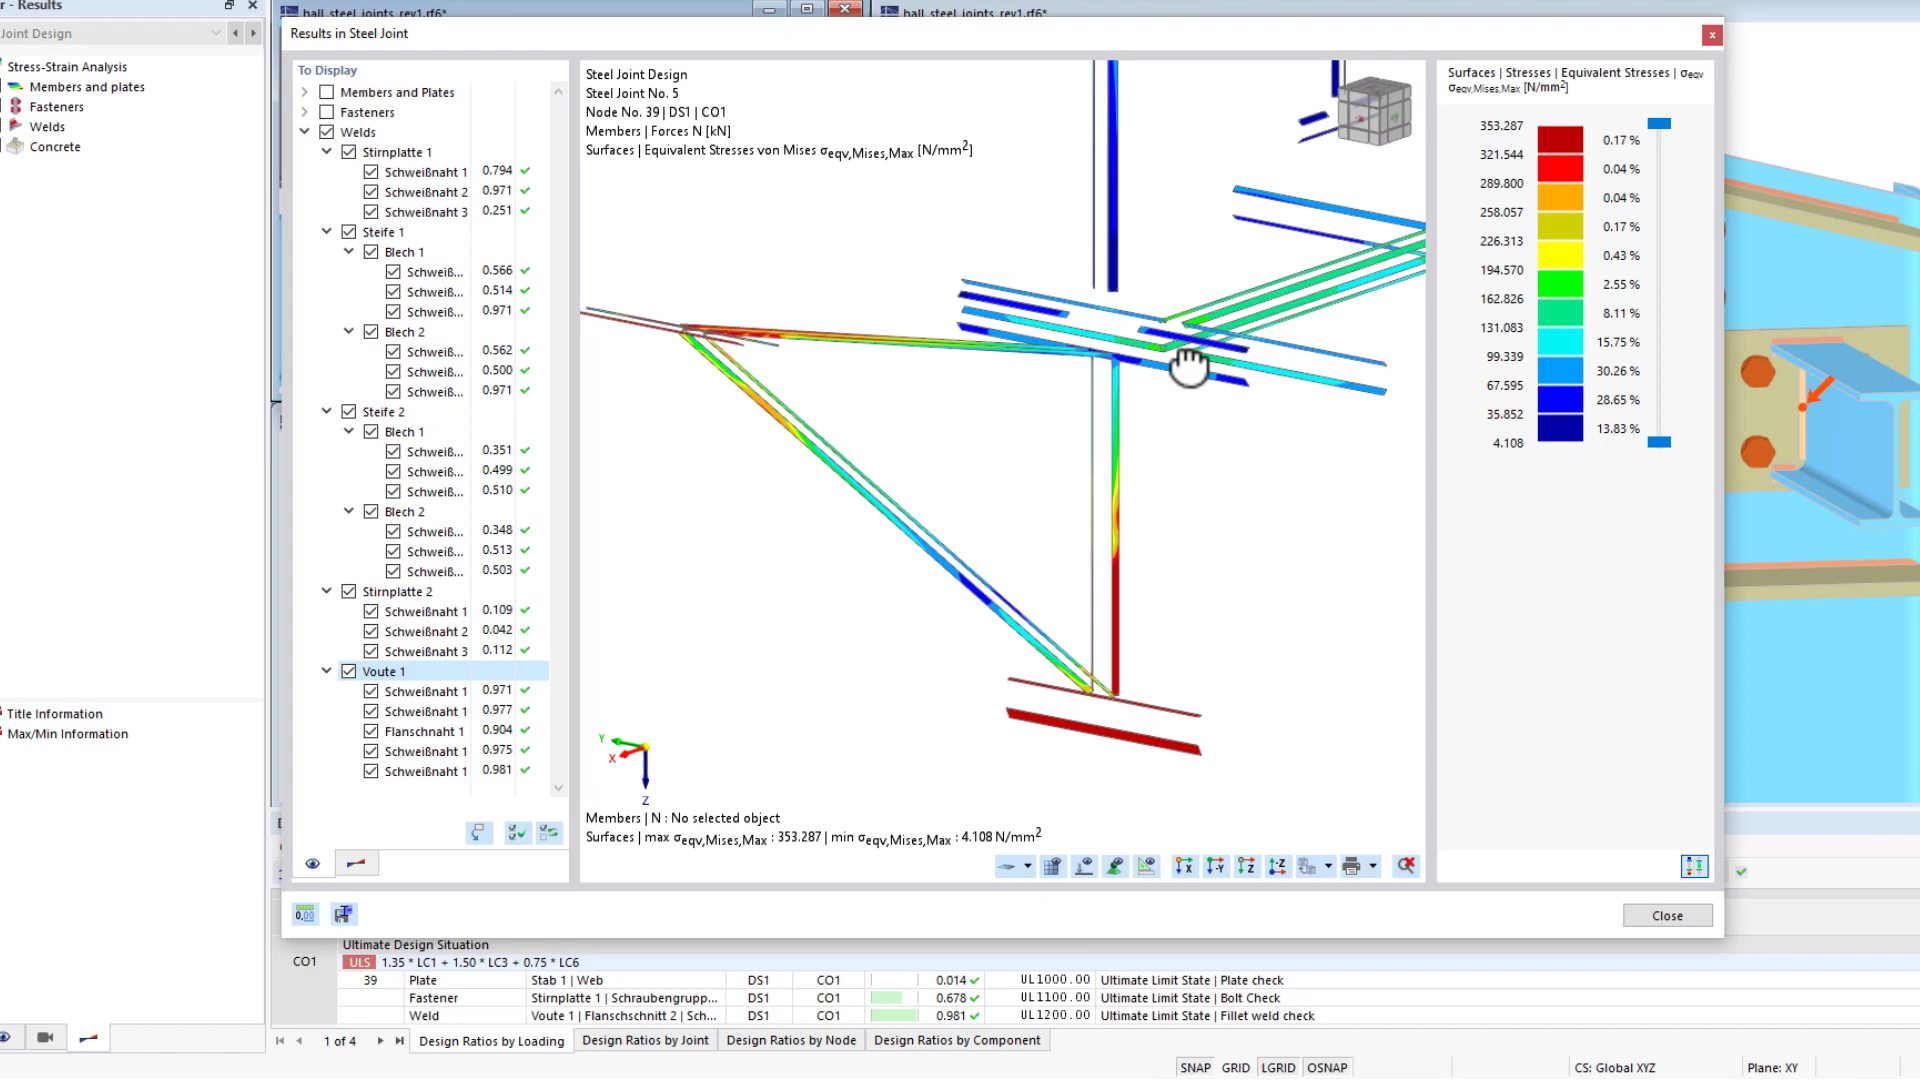 r - Results
Joint Design
Stress-Strain Analysis
Members and plates
Fasteners
Welds
Concrete
Title Information
Max/Min Information
hall_steel_joints_rev1.rf6*
hall_steel_joints_rev1.rf6*
Results in Steel Joint
To Display
Members and Plates
Fasteners
Welds
Stirnplatte 1
Schweißnaht 1 0.794
Schweißnaht 2 0.971
Schweißnaht 3 0.251
Steife 1
Blech 1
Schweiß... 0.566
Schweiß... 0.514
Schweiß... 0.971
Blech 2
Schweiß... 0.562
Schweiß... 0.500
Schweiß... 0.971
Steife 2
Blech 1
Schweiß... 0.351
Schweiß... 0.499
Schweiß... 0.510
Blech 2
Schweiß... 0.348
Schweiß... 0.513
Schweiß... 0.503
Stirnplatte 2
Schweißnaht 1 0.109
Schweißnaht 2 0.042
Schweißnaht 3 0.112
Voute 1
Schweißnaht 1 0.971
Schweißnaht 1 0.977
Flanschnaht 1 0.904
Schweißnaht 1 0.975
Schweißnaht 1 0.981
Steel Joint Design
Steel Joint No. 5
Node No. 39 | DS1 | CO1
Members | Forces N [kN]
Surfaces | Equivalent Stresses von Mises σeqv,Mises,Max [N/mm2]
Y
X
Z
Members | N : No selected object
Surfaces | max σeqv,Mises,Max : 353.287 | min σeqv,Mises,Max : 4.108 N/mm2
X -Y Z -Z
Surfaces | Stresses | Equivalent Stresses | σeqv
σeqv,Mises,Max [N/mm2]
353.287
0.17 %
321.544
0.04 %
289.800
0.04 %
258.057
0.17 %
226.313
0.43 %
194.570
2.55 %
162.826
8.11 %
131.083
15.75 %
99.339
30.26 %
67.595
28.65 %
35.852
13.83 %
4.108
0.00
Close
Ultimate Design Situation
CO1 ULS 1.35 * LC1 + 1.50 * LC3 + 0.75 * LC6
39 Plate Stab 1 | Web DS1 CO1 0.014 UL1000.00 Ultimate Limit State | Plate check
Fastener Stirnplatte 1 | Schraubengrupp... DS1 CO1 0.678 UL1100.00 Ultimate Limit State | Bolt Check
Weld Voute 1 | Flanschschnitt 2 | Sch... DS1 CO1 0.981 UL1200.00 Ultimate Limit State | Fillet weld check
1 of 4 Design Ratios by Loading Design Ratios by Joint Design Ratios by Node Design Ratios by Component
SNAP GRID LGRID OSNAP CS: Global XYZ Plane: XY